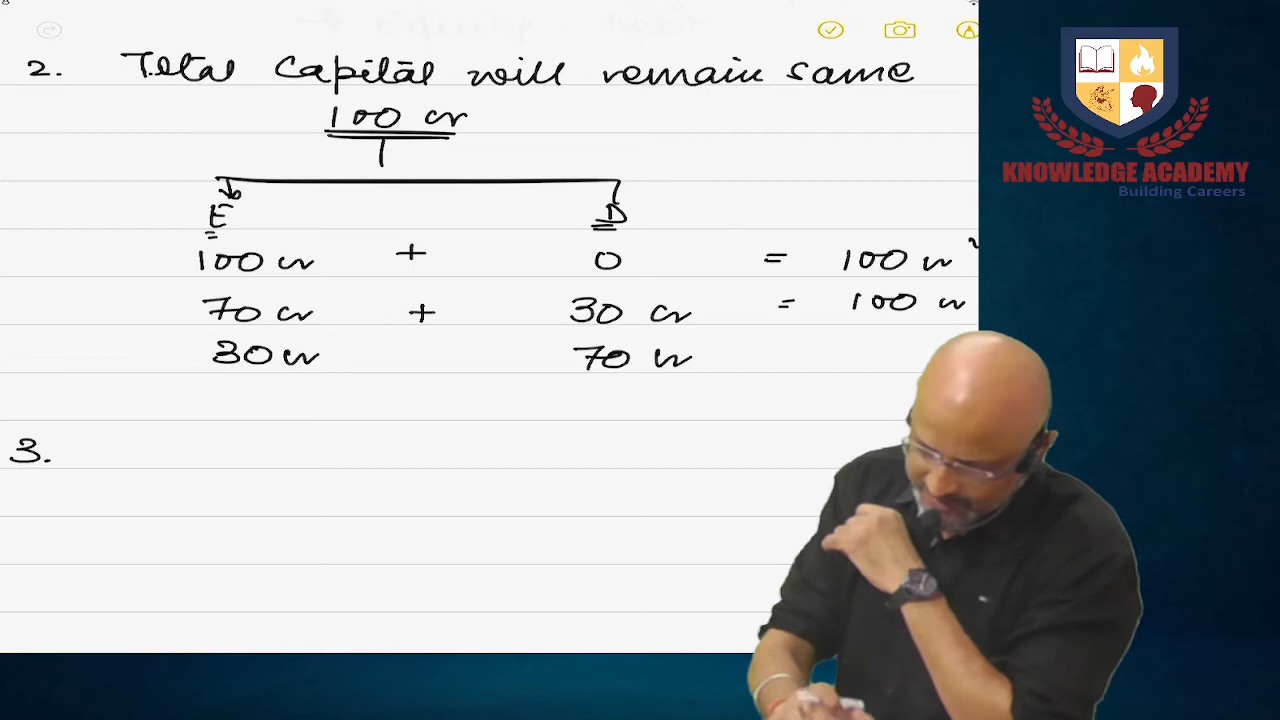 2. Total Capital will remain same
100 cr
E D
100 cr + 0 = 100 cr
70 cr + 30 cr = 100 cr
30 cr 70 cr
3.
KNOWLEDGE ACADEMY
Building Careers